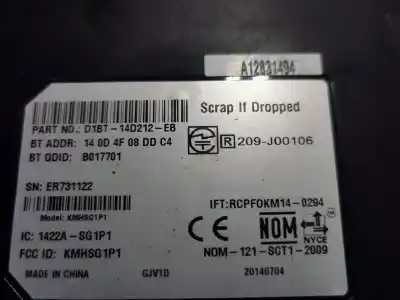 A12831494
Scrap If Dropped
PART NO.: D1BT-14D212-EB
BT ADDR: 14 0D 4F 08 DD C4
R 209-J00106
BT QDID: B017701
SN: ER731122
IFT:RCPFOKM14-0294
Model: KMHSG1P1
IC: 1422A-SG1P1
CE NOM NYCE
FCC ID: KMHSG1P1
NOM-121-SCT1-2009
MADE IN CHINA GJV1D 20140704